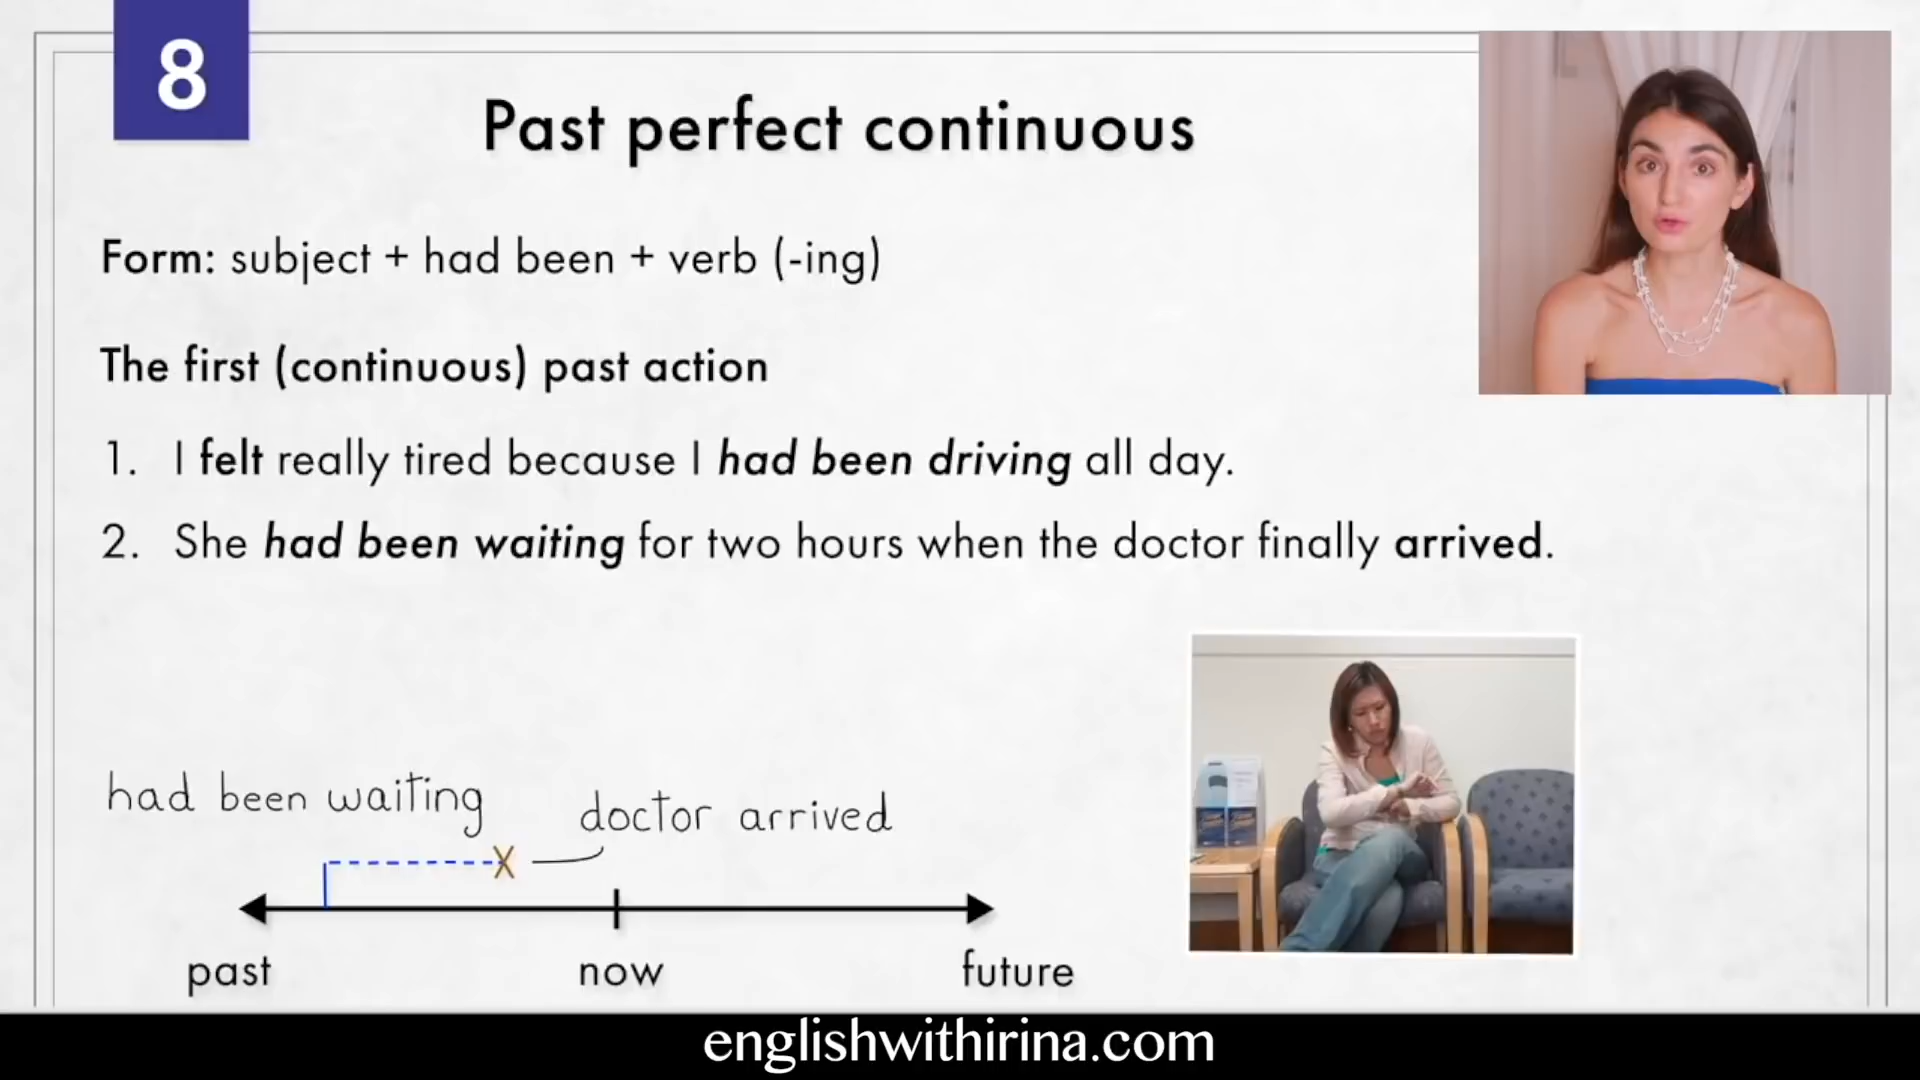 8
Past perfect continuous
Form: subject + had been + verb (-ing)
The first (continuous) past action
1. I felt really tired because I had been driving all day.
2. She had been waiting for two hours when the doctor finally arrived.
had been waiting
doctor arrived
past now future
englishwithirina.com